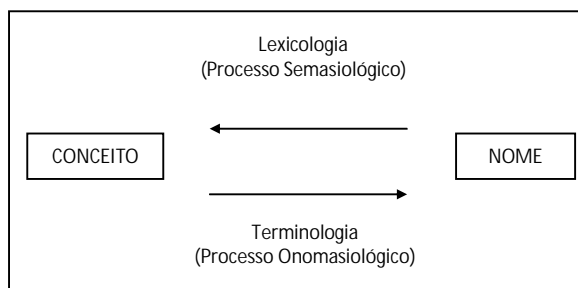 Lexicologia
(Processo Semasiológico)
CONCEITO
NOME
Terminologia
(Processo Onomasiológico)